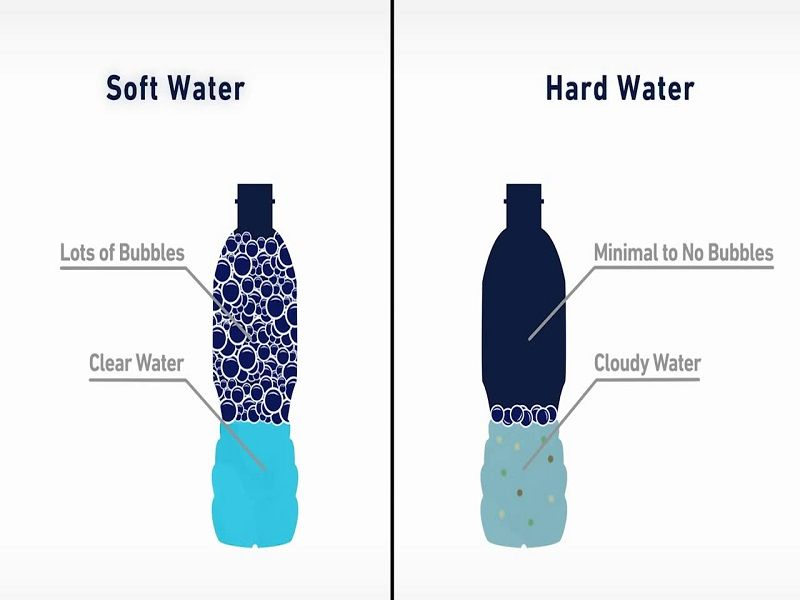 Soft Water
Lots of Bubbles
Clear Water
Hard Water
Minimal to No Bubbles
Cloudy Water